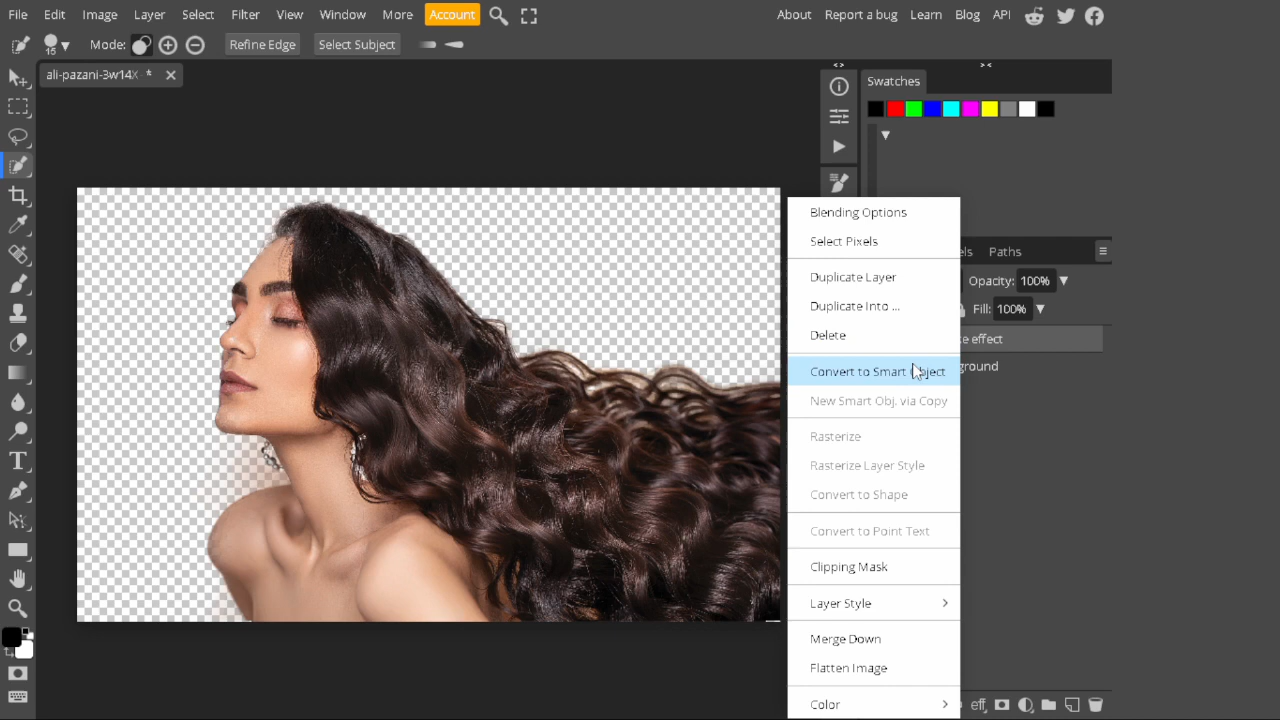 File Edit Image Layer Select Filter View Window More Account About Report a bug Learn Blog API
16 Mode: Refine Edge Select Subject
ali-pazani-3w14X *
Swatches
Blending Options
Select Pixels
Duplicate Layer
Duplicate Into ...
Delete
Convert to Smart Object
New Smart Obj. via Copy
Rasterize
Rasterize Layer Style
Convert to Shape
Convert to Point Text
Clipping Mask
Layer Style
Merge Down
Flatten Image
Color
els Paths
Opacity: 100%
Fill: 100%
effect
ground
eff